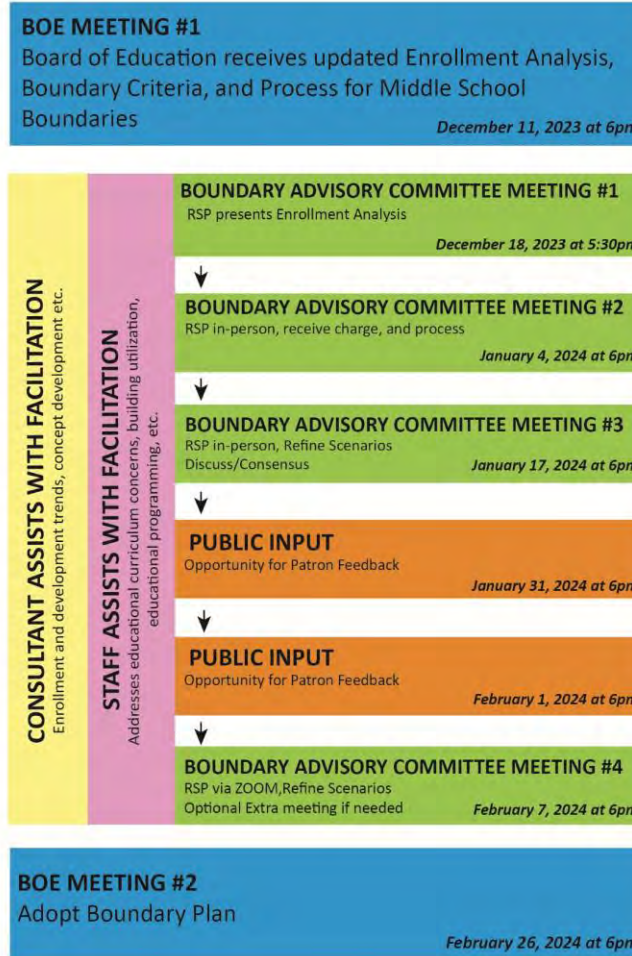 BOE MEETING #1
Board of Education receives updated Enrollment Analysis,
Boundary Criteria, and Process for Middle School
Boundaries
December 11, 2023 at 6pm
CONSULTANT ASSISTS WITH FACILITATION
Enrollment and development trends, concept development etc.
STAFF ASSISTS WITH FACILITATION
Addresses educational curriculum concerns, building utilization,
educational programming, etc.
BOUNDARY ADVISORY COMMITTEE MEETING #1
RSP presents Enrollment Analysis
December 18, 2023 at 5:30pm
BOUNDARY ADVISORY COMMITTEE MEETING #2
RSP in-person, receive charge, and process
January 4, 2024 at 6pm
BOUNDARY ADVISORY COMMITTEE MEETING #3
RSP in-person, Refine Scenarios
Discuss/Consensus
January 17, 2024 at 6pm
PUBLIC INPUT
Opportunity for Patron Feedback
January 31, 2024 at 6pm
PUBLIC INPUT
Opportunity for Patron Feedback
February 1, 2024 at 6pm
BOUNDARY ADVISORY COMMITTEE MEETING #4
RSP via ZOOM,Refine Scenarios
Optional Extra meeting if needed
February 7, 2024 at 6pm
BOE MEETING #2
Adopt Boundary Plan
February 26, 2024 at 6pm